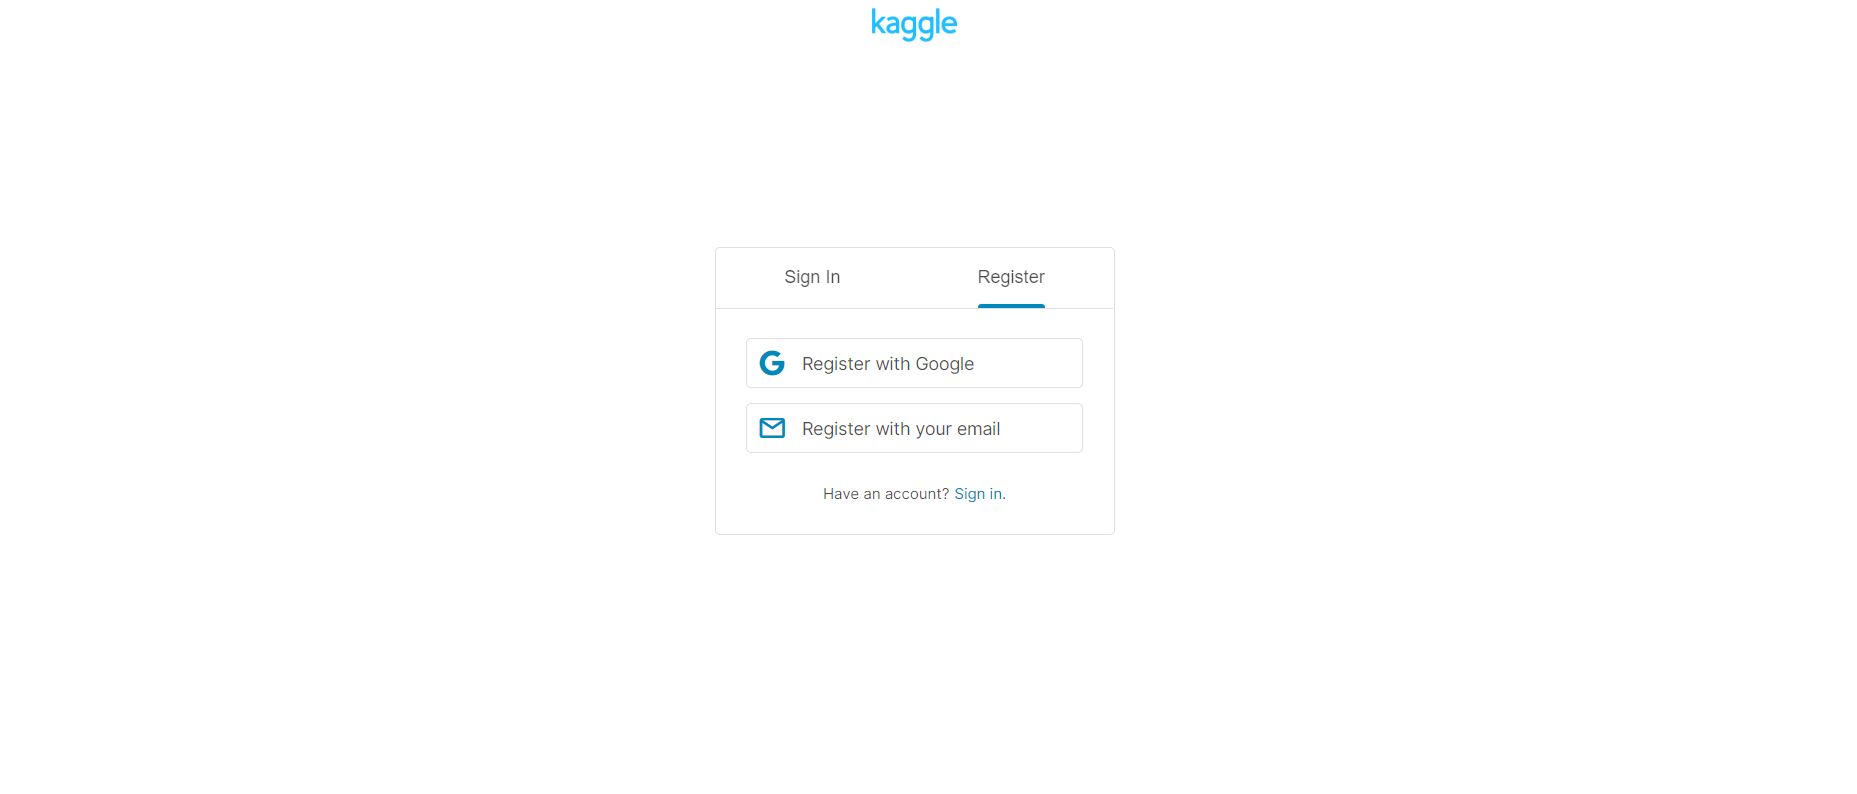 kaggle
Sign In
Register
Register with Google
Register with your email
Have an account? Sign in.